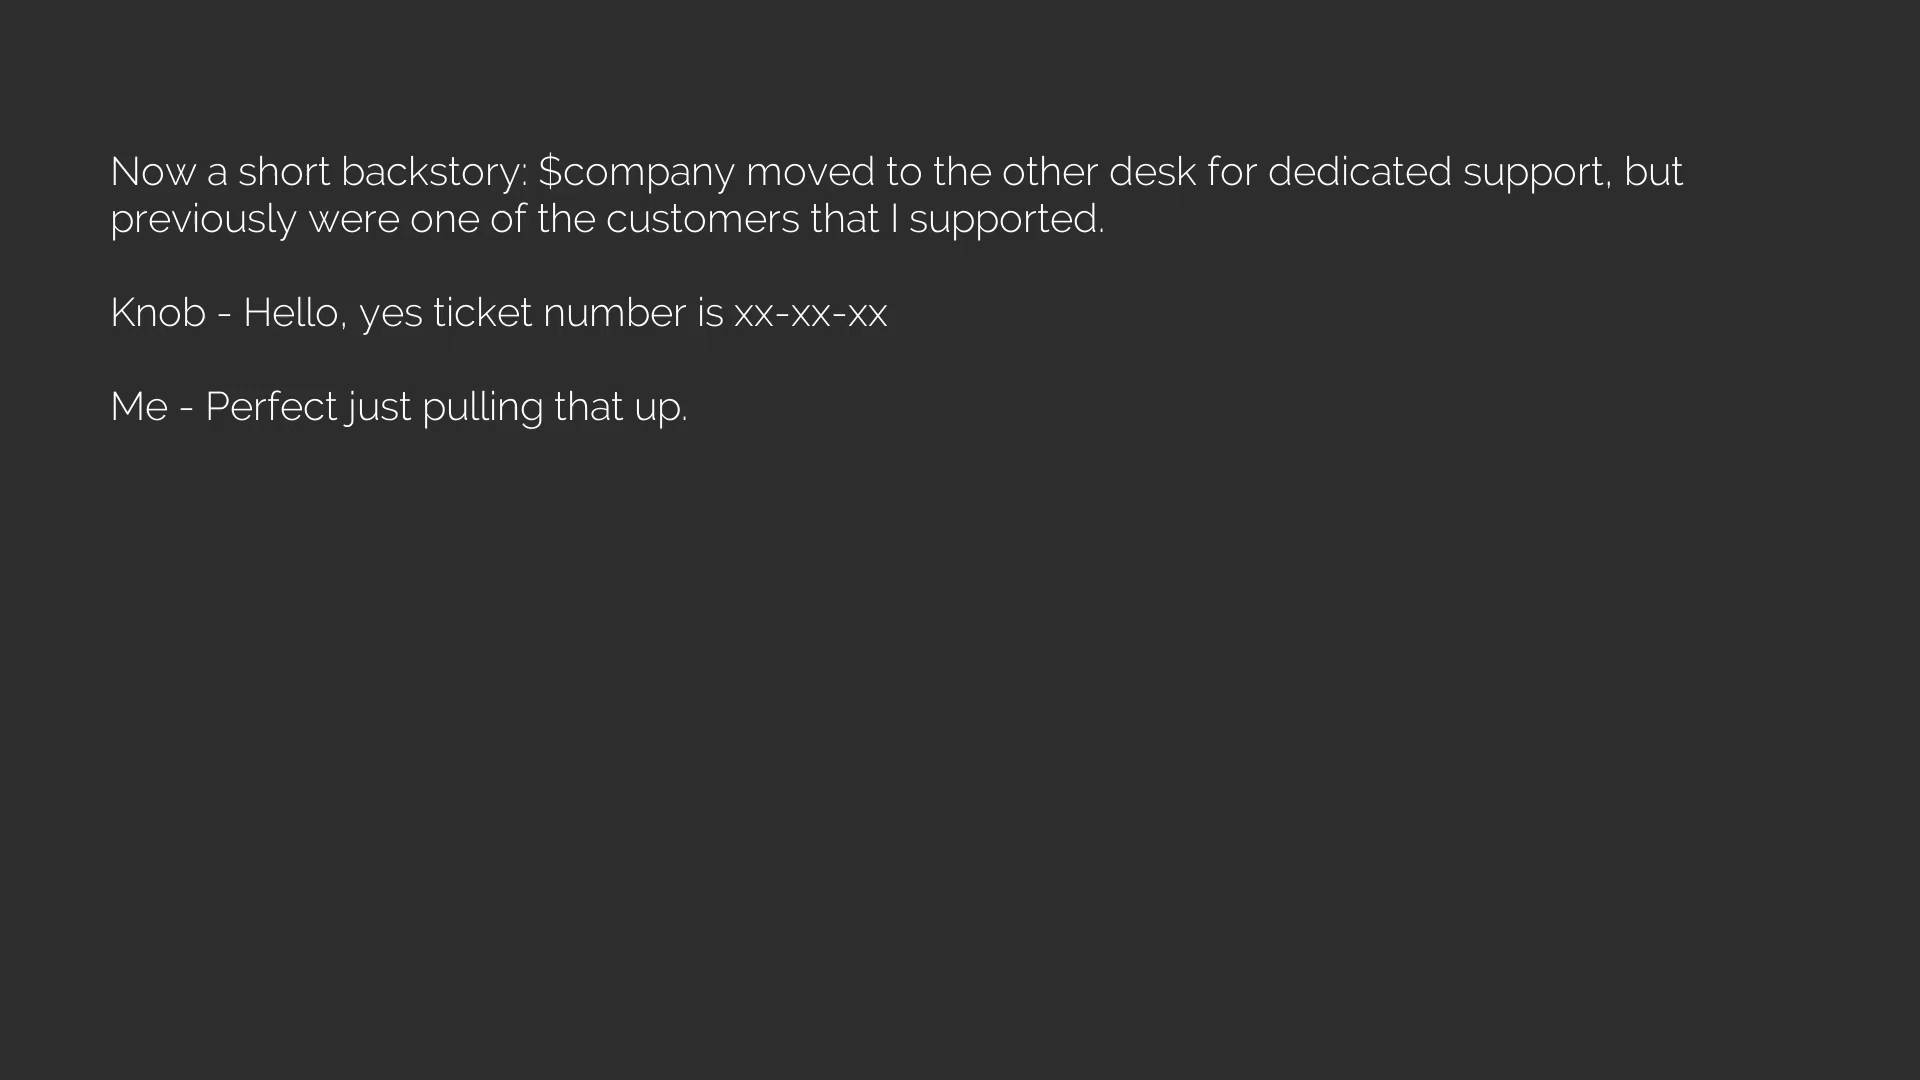 Now a short backstory: $company moved to the other desk for dedicated support, but
previously were one of the customers that I supported.
Knob - Hello, yes ticket number is xx-xx-xx
Me - Perfect just pulling that up.